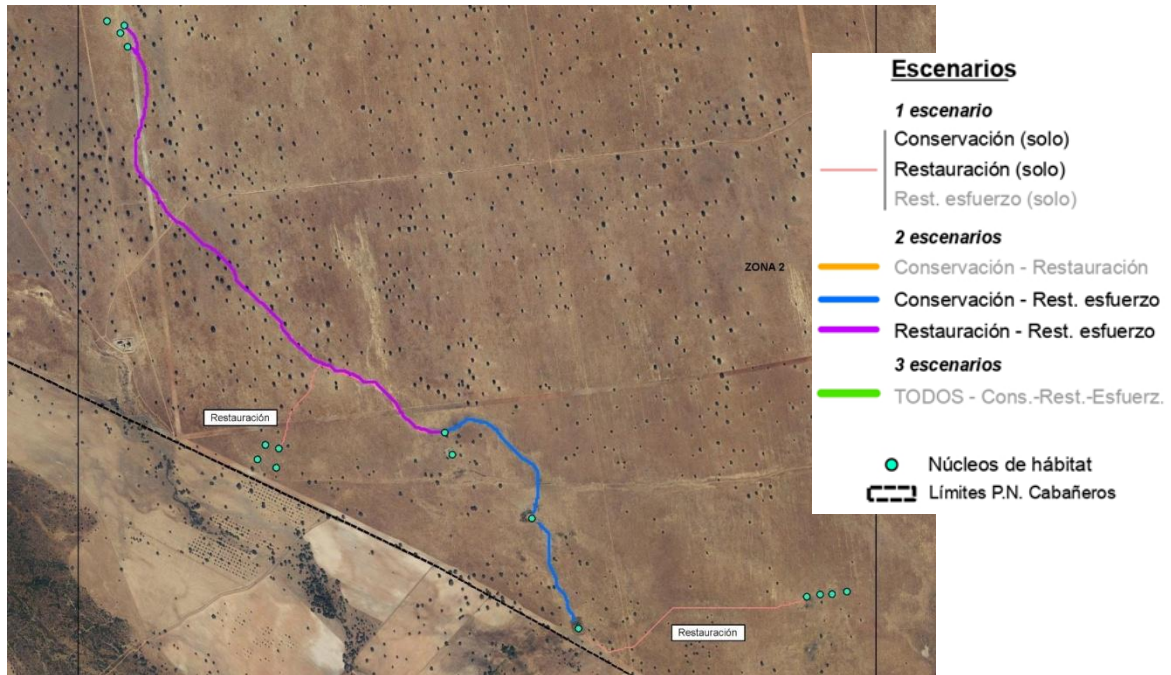 ZONA 2
Restauración
Restauración
Escenarios
1 escenario
Conservación (solo)
Restauración (solo)
Rest. esfuerzo (solo)
2 escenarios
Conservación - Restauración
Conservación - Rest. esfuerzo
Restauración - Rest. esfuerzo
3 escenarios
TODOS - Cons.-Rest.-Esfuerz.
Núcleos de hábitat
Límites P.N. Cabañeros